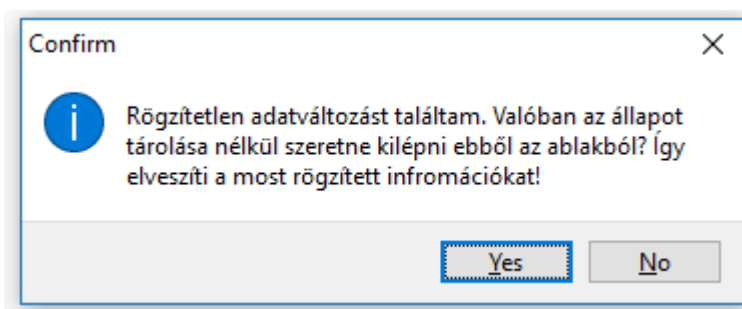 Confirm
Rögzítetlen adatváltozást találtam. Valóban az állapot
tárolása nélkül szeretne kilépni ebből az ablakból? Így
elveszíti a most rögzített infromációkat!
Yes
No